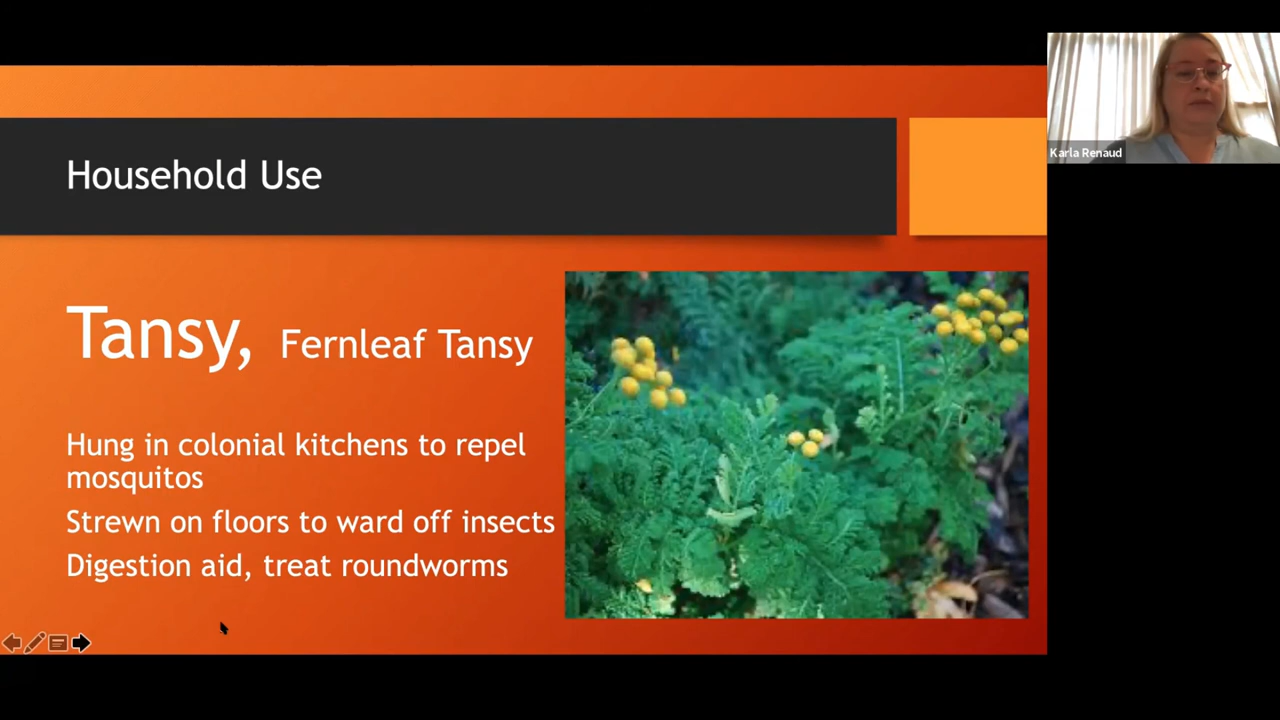 Household Use
Karla Renaud
Tansy, Fernleaf Tansy
Hung in colonial kitchens to repel
mosquitos
Strewn on floors to ward off insects
Digestion aid, treat roundworms